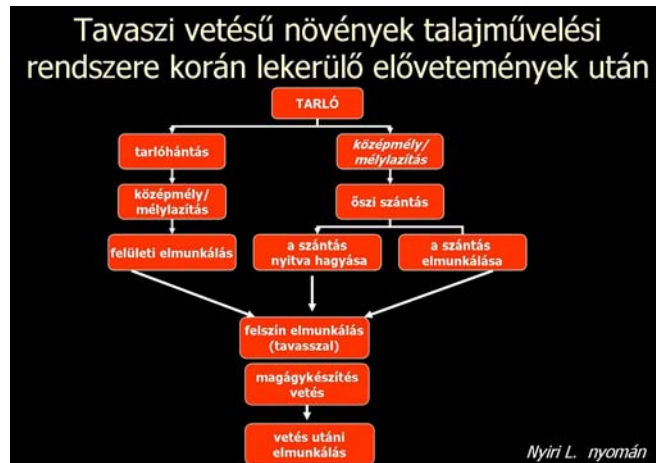 Tavaszi vetésű növények talajművelési
rendszere korán lekerülő elővetemények után
TARLÓ
tarlóhántás
középmély/
mélylazítás
középmély/
mélylazítás
őszi szántás
felületi elmunkálás
a szántás
nyitva hagyása
a szántás
elmunkálása
felszín elmunkálás
(tavasszal)
magágykészítés
vetés
vetés utáni
elmunkálás
Nyiri L. nyomán